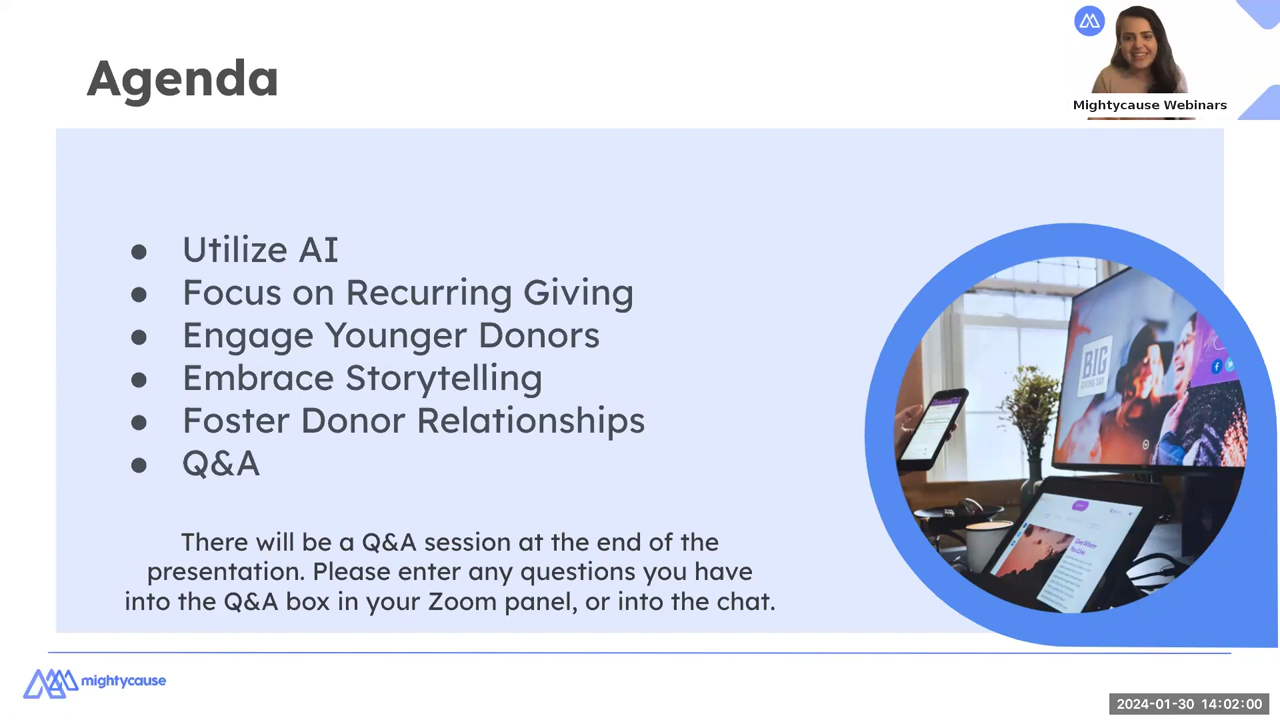 Agenda
Mightycause Webinars
● Utilize AI
● Focus on Recurring Giving
● Engage Younger Donors
● Embrace Storytelling
● Foster Donor Relationships
● Q&A
BIG
GIVING DAY
There will be a Q&A session at the end of the
presentation. Please enter any questions you have
into the Q&A box in your Zoom panel, or into the chat.
mightycause
2024-01-30 14:02:00